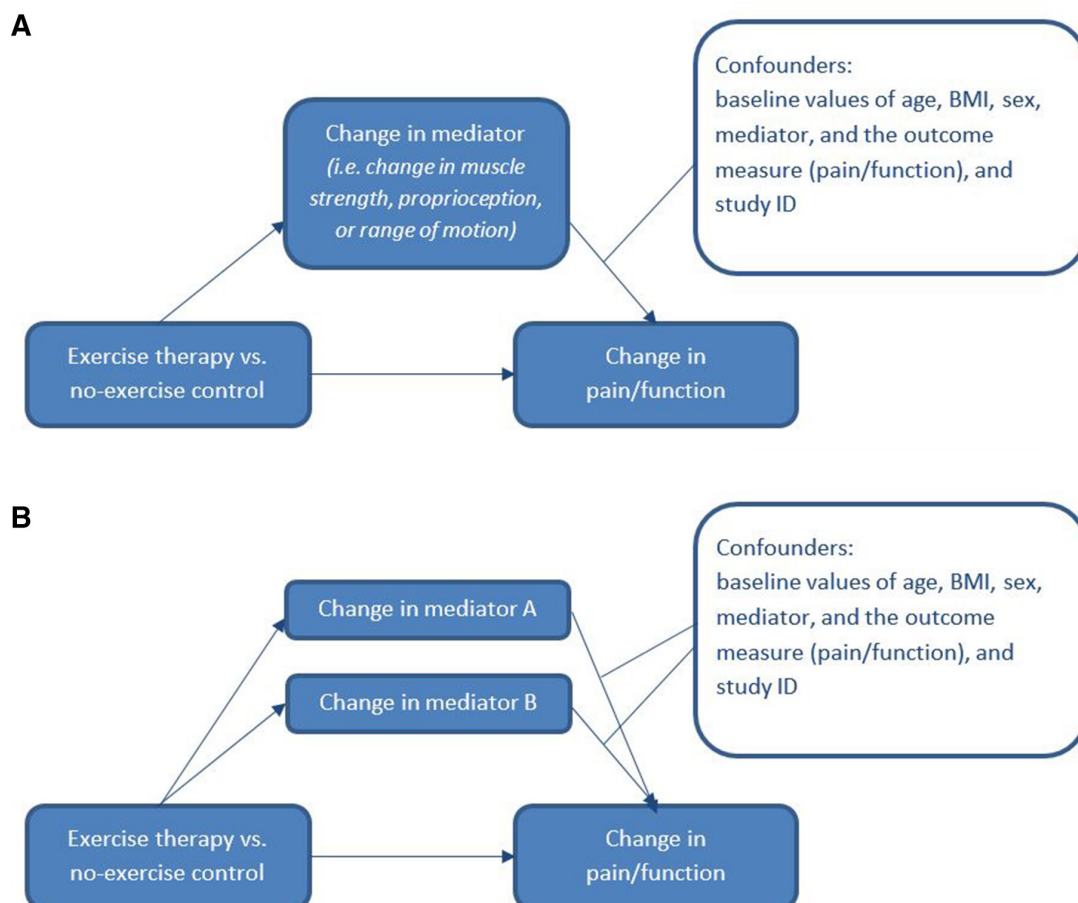 A
Confounders:
baseline values of age, BMI, sex,
mediator, and the outcome
measure (pain/function), and
study ID
Change in mediator
(i.e. change in muscle
strength, proprioception,
or range of motion)
Exercise therapy vs.
no-exercise control
Change in
pain/function
B
Confounders:
baseline values of age, BMI, sex,
mediator, and the outcome
measure (pain/function), and
study ID
Change in mediator A
Change in mediator B
Exercise therapy vs.
no-exercise control
Change in
pain/function